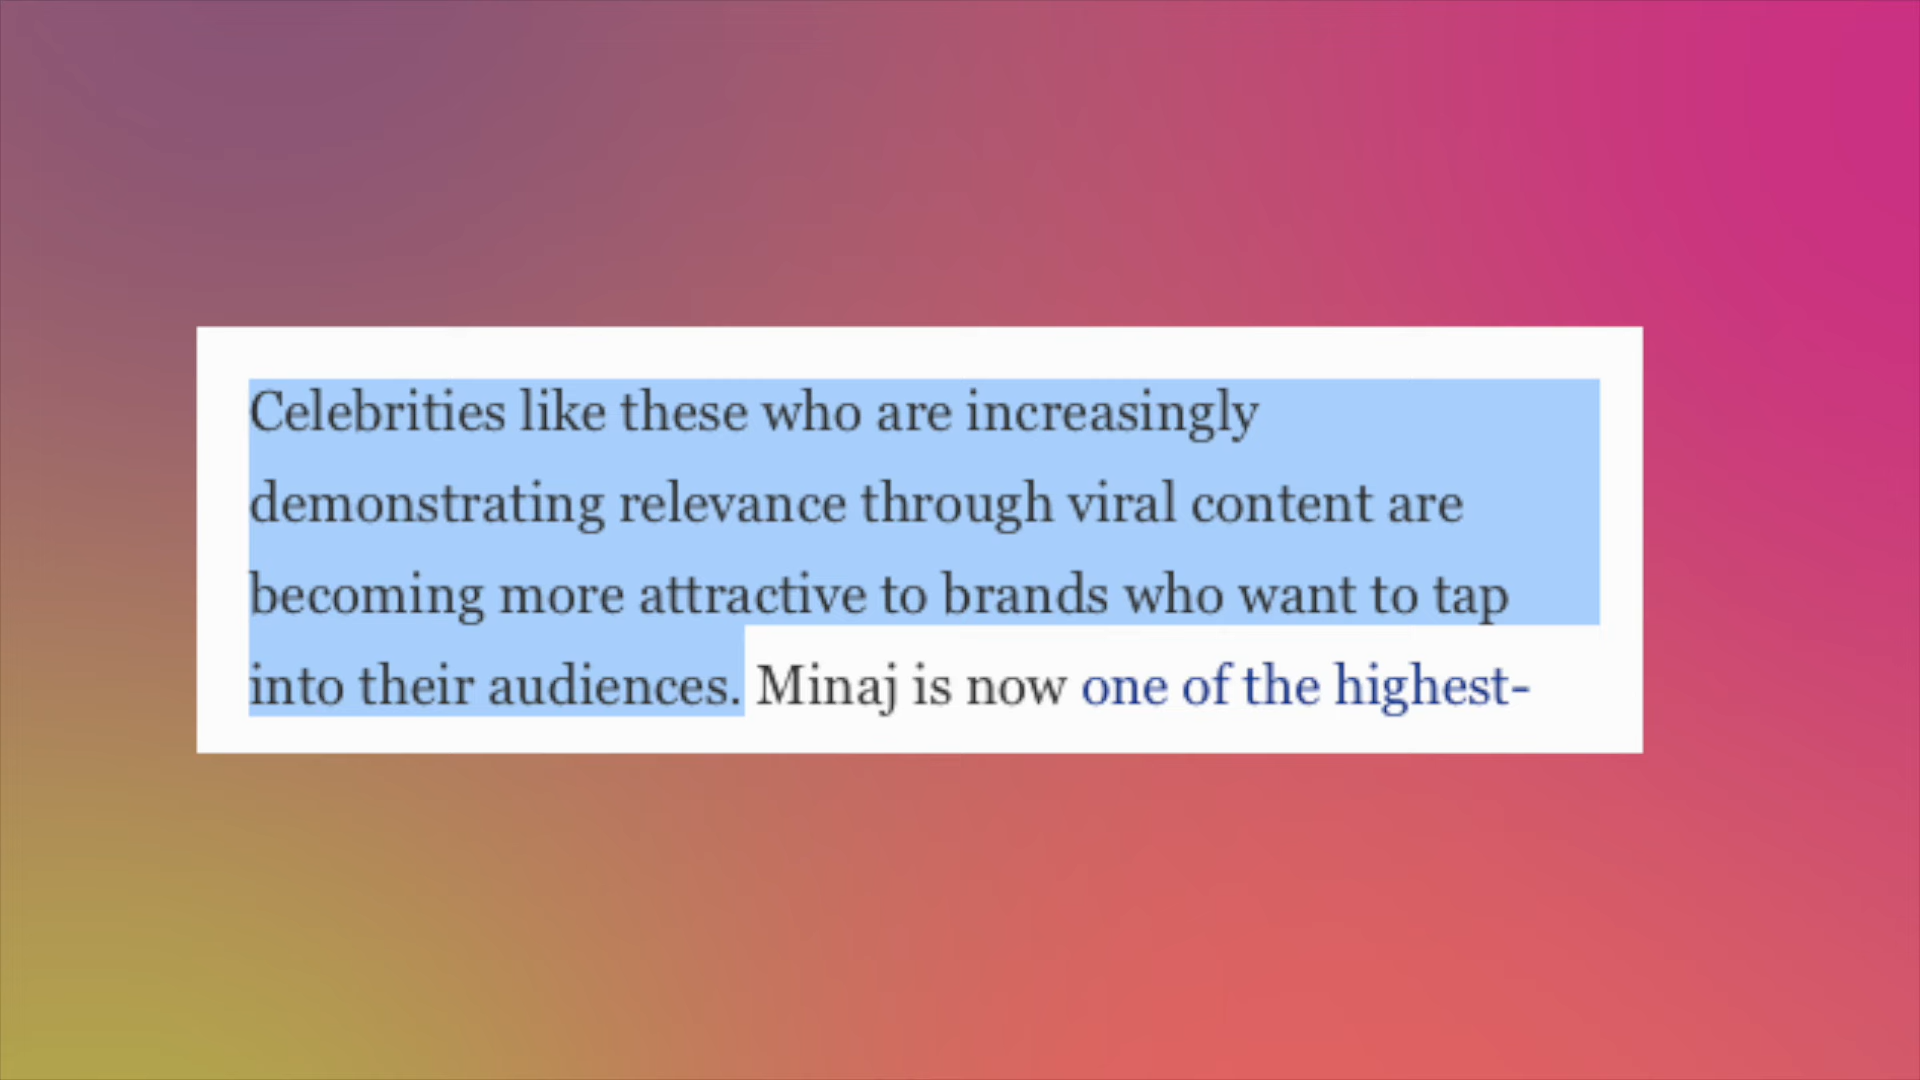 Celebrities like these who are increasingly
demonstrating relevance through viral content are
becoming more attractive to brands who want to tap
into their audiences. Minaj is now one of the highest-